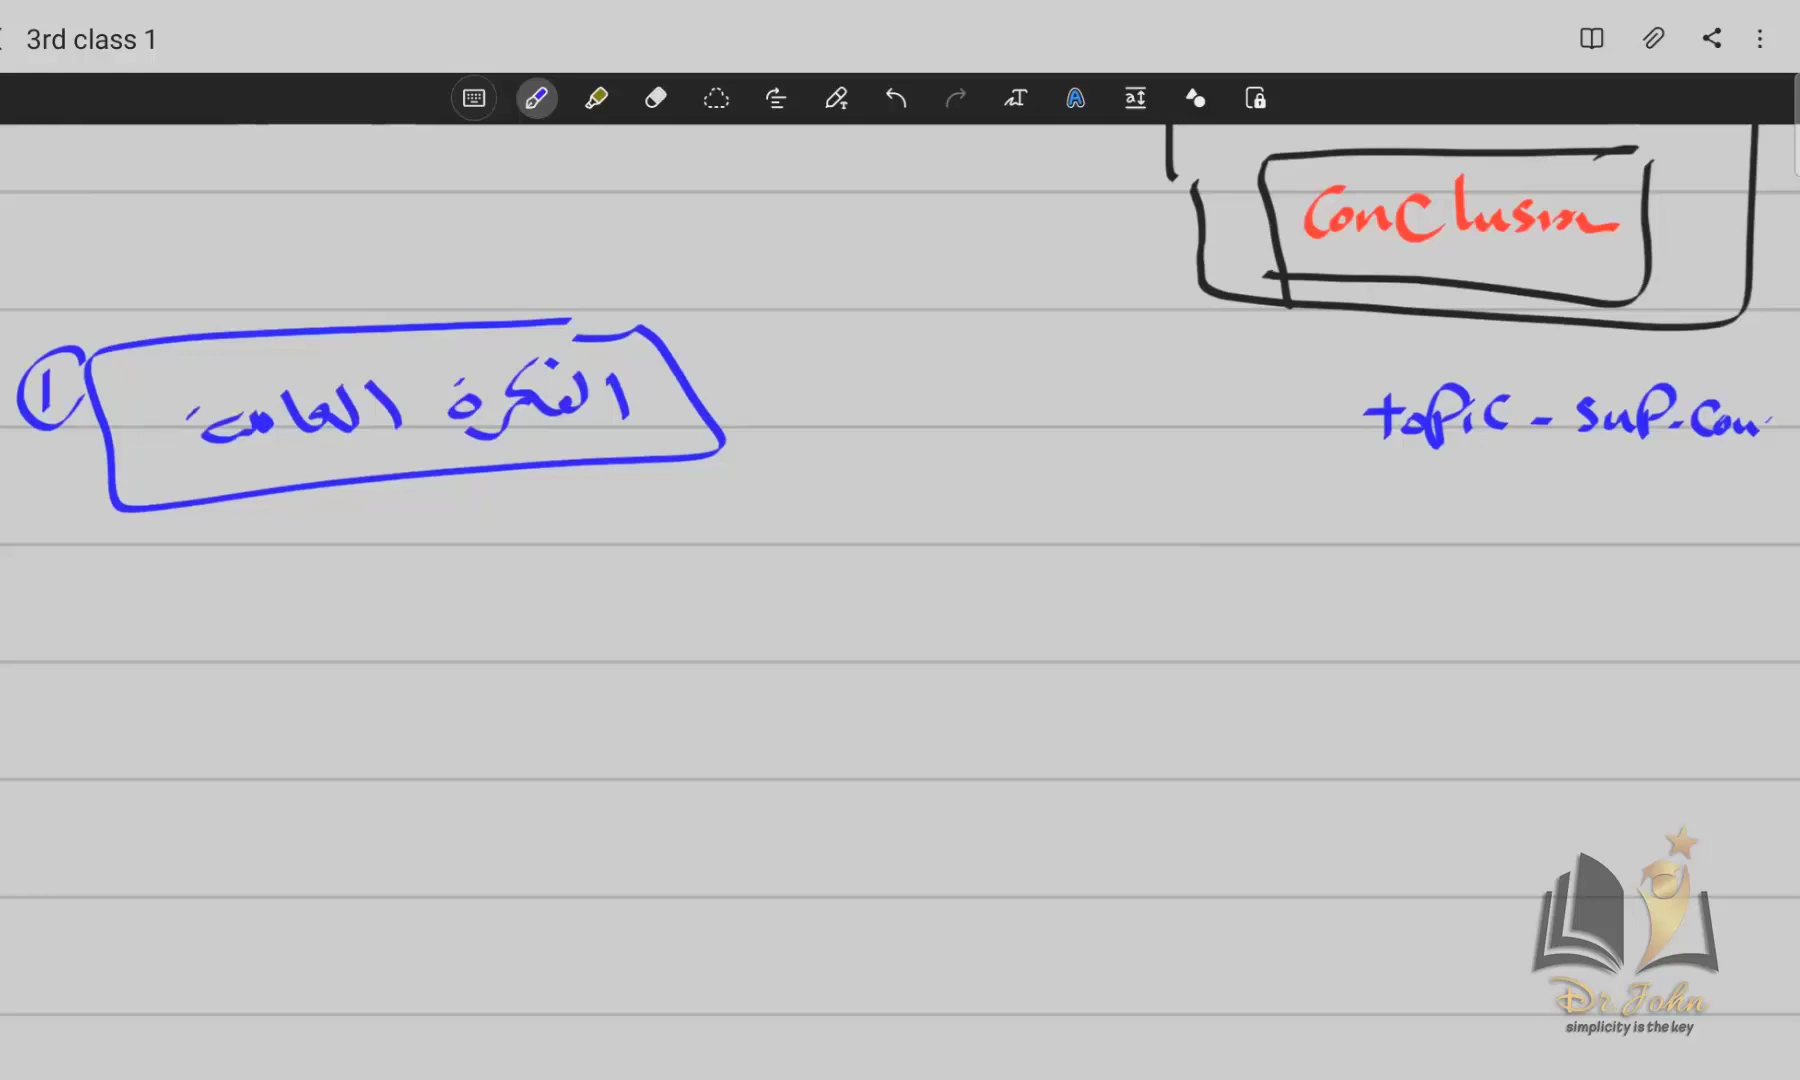 3rd class 1
Conclusion
① الفكرة العامة
topic - sup - con
Dr. John
simplicity is the key